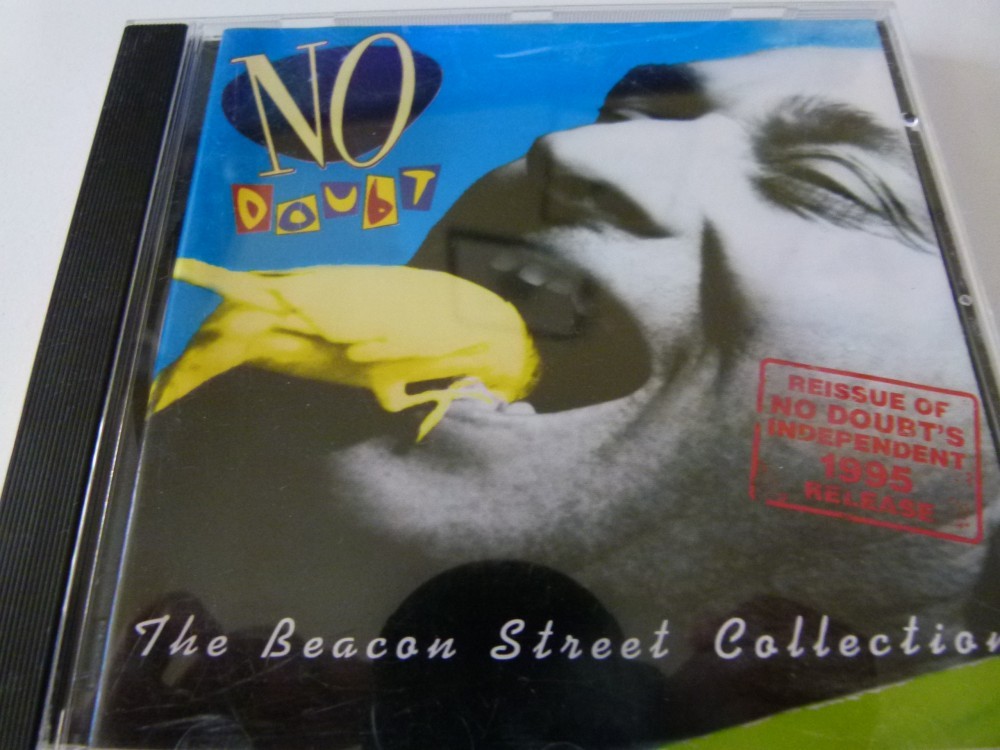 NO
DOUBT
REISSUE OF
NO DOUBT'S
INDEPENDENT
1995
RELEASE
The Beacon Street Collection